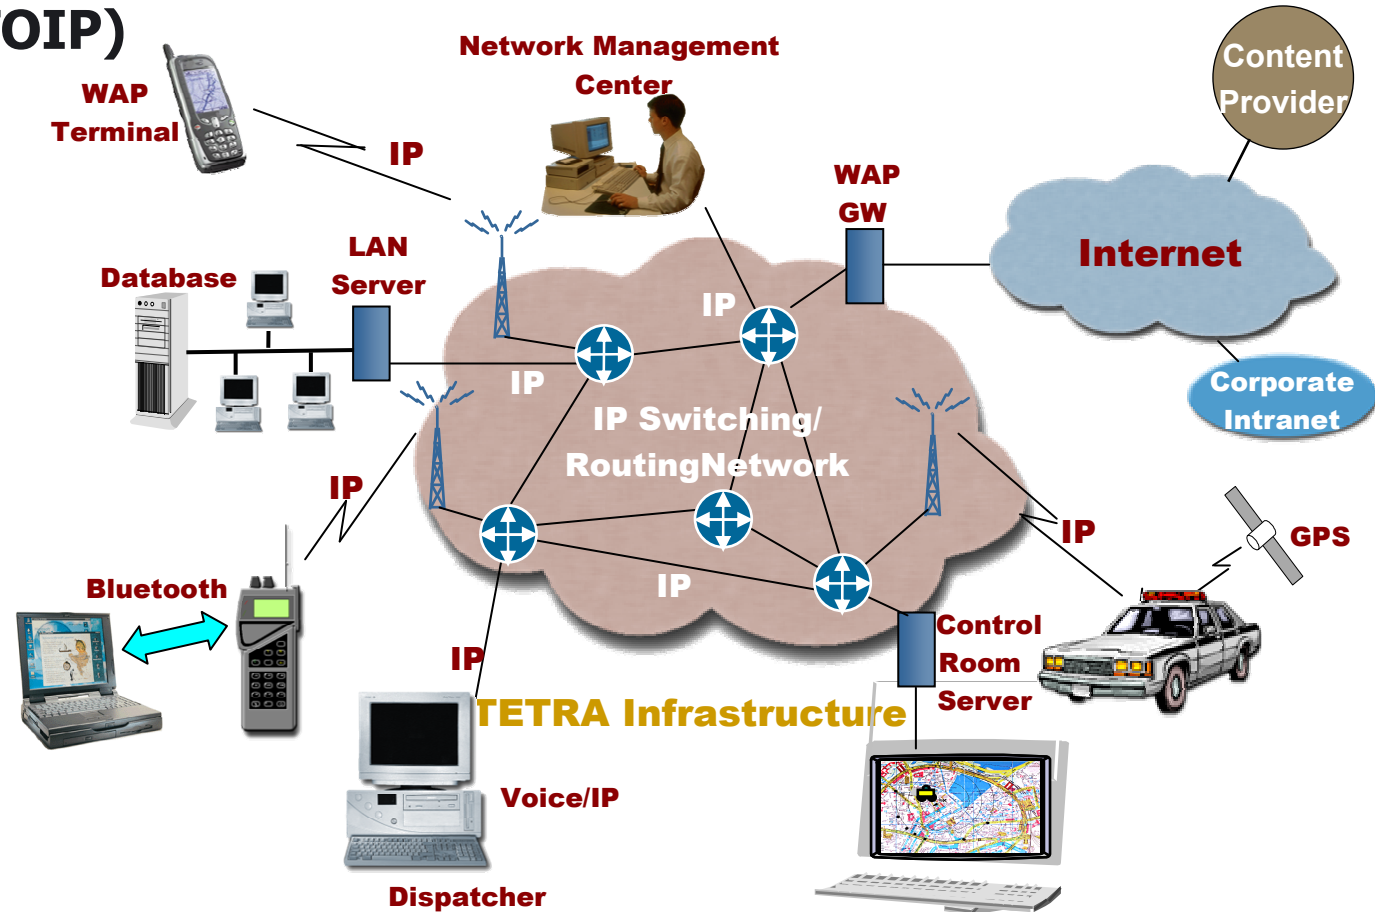 OIP)
Network Management
Center
Content
Provider
WAP
Terminal
IP
WAP
GW
LAN
Server
Internet
Database
IP
IP
Corporate
Intranet
IP Switching/
RoutingNetwork
IP
IP
GPS
Bluetooth
IP
Control
Room
Server
IP
TETRA Infrastructure
Voice/IP
Dispatcher